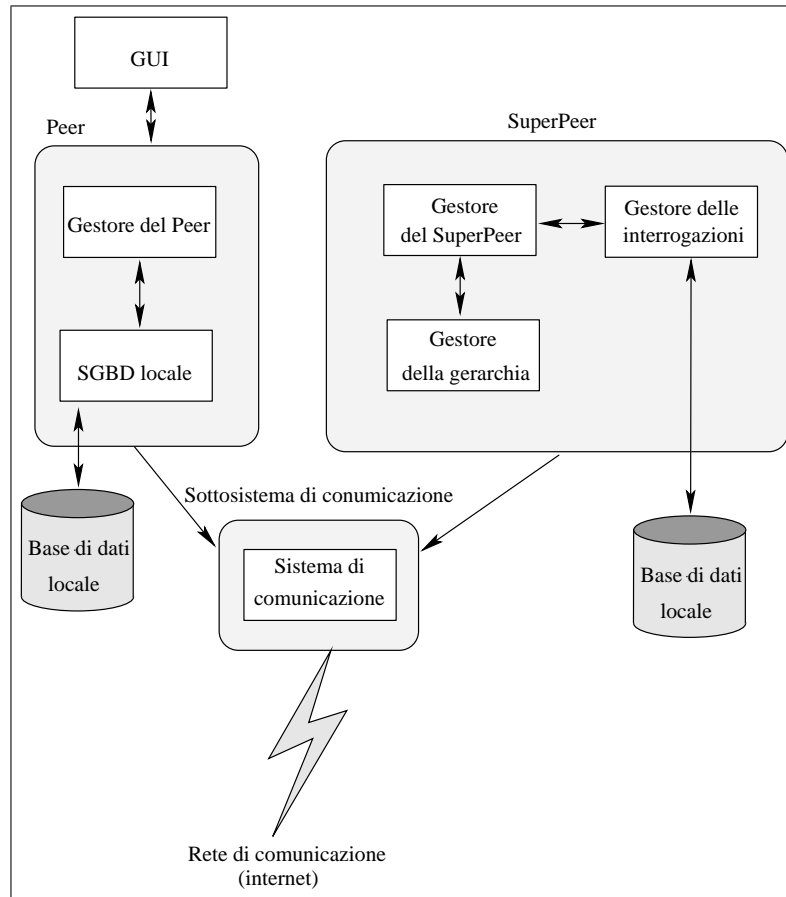 GUI
Peer
SuperPeer
Gestore del Peer
SGBD locale
Gestore
del SuperPeer
Gestore delle
interrogazioni
Gestore
della gerarchia
Sottosistema di conumicazione
Base di dati
locale
Sistema di
comunicazione
Base di dati
locale
Rete di comunicazione
(internet)